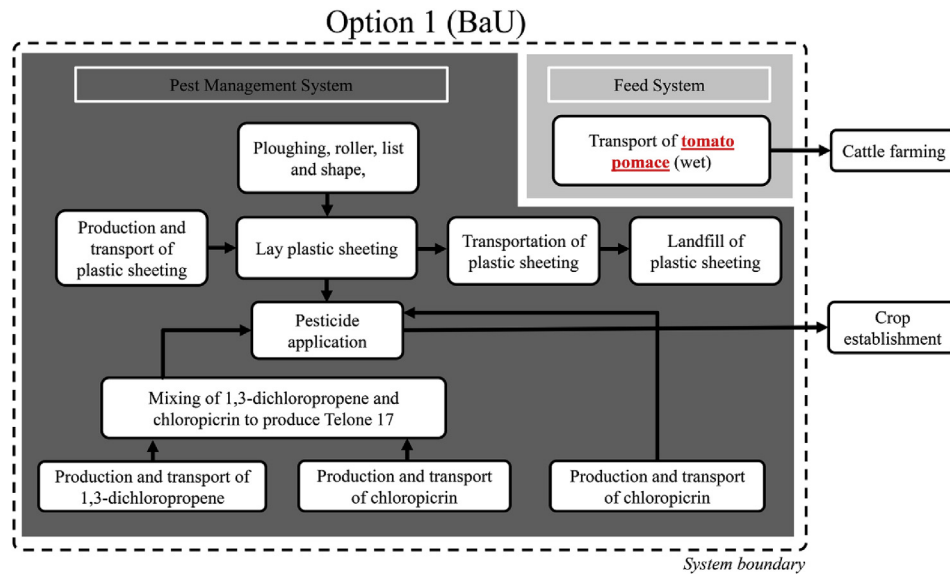 Option 1 (BaU)
Pest Management System
Feed System
Ploughing, roller, list
and shape,
Transport of tomato
pomace (wet)
Cattle farming
Production and
transport of
plastic sheeting
Lay plastic sheeting
Transportation of
plastic sheeting
Landfill of
plastic sheeting
Pesticide
application
Crop
establishment
Mixing of 1,3-dichloropropene and
chloropicrin to produce Telone 17
Production and transport of
1,3-dichloropropene
Production and transport
of chloropicrin
Production and transport
of chloropicrin
System boundary